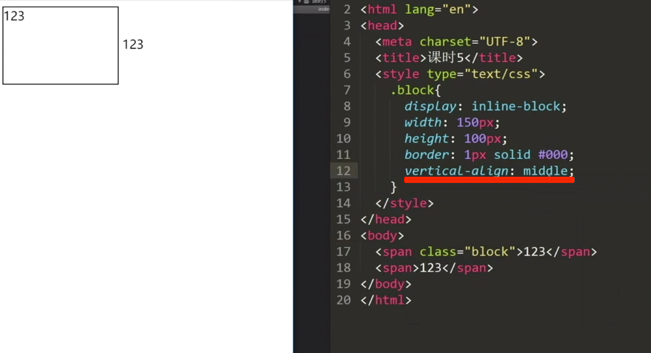 123
123
2 <html lang="en">
3 <head>
4 <meta charset="UTF-8">
5 <title>课时5</title>
6 <style type="text/css">
7 .block{
8 display: inline-block;
9 width: 150px;
10 height: 100px;
11 border: 1px solid #000;
12 vertical-align: middle;
13 }
14 </style>
15 </head>
16 <body>
17 <span class="block">123</span>
18 <span>123</span>
19 </body>
20 </html>